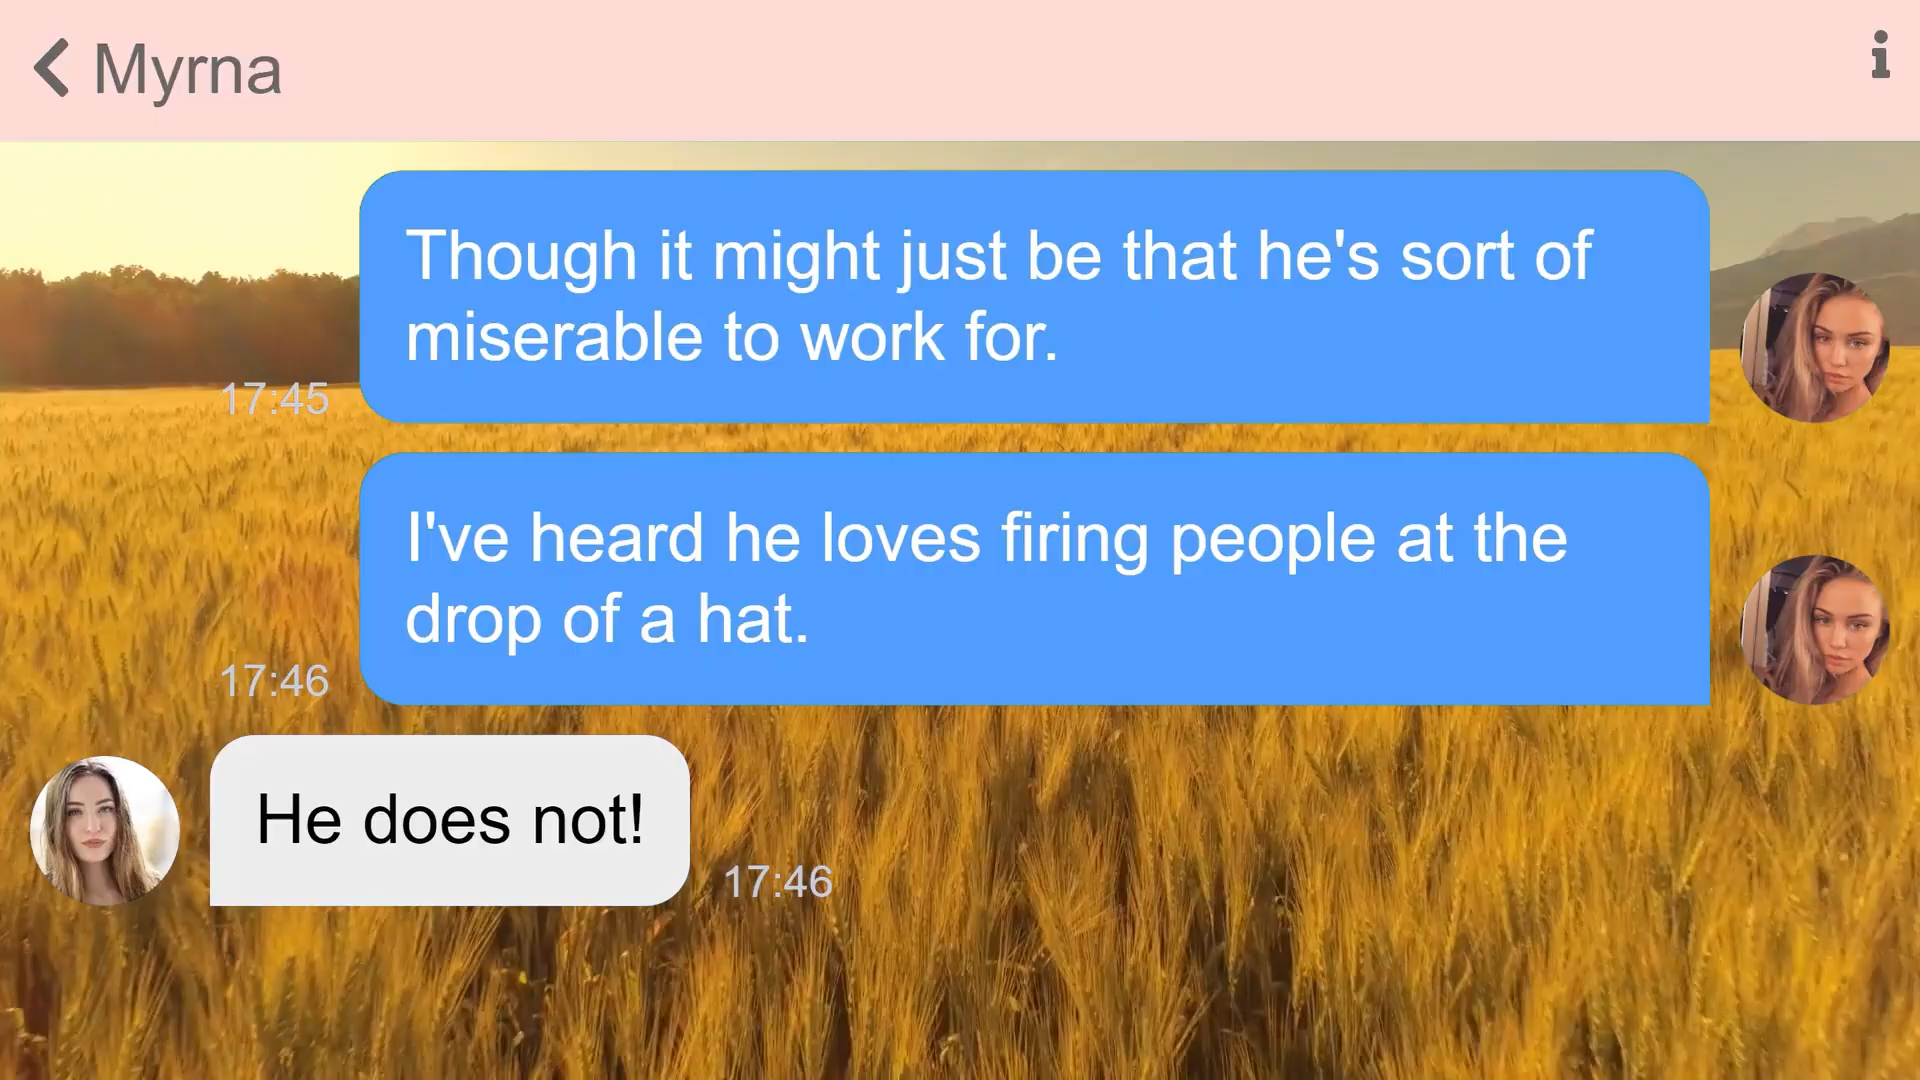 Myrna
Though it might just be that he's sort of
miserable to work for.
17:45
I've heard he loves firing people at the
drop of a hat.
17:46
He does not!
17:46